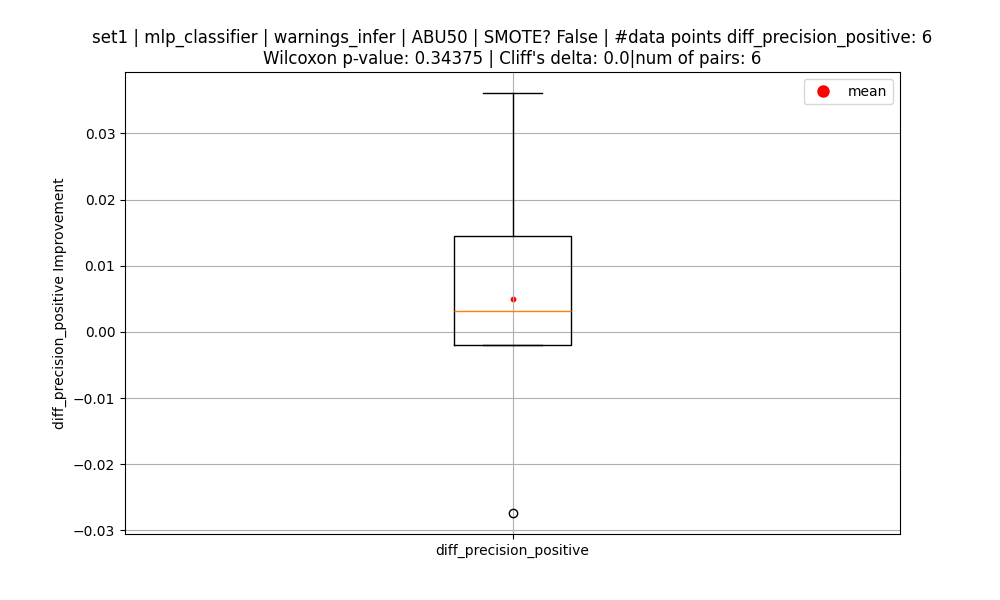 set1 | mlp_classifier | warnings_infer | ABU50 | SMOTE? False | #data points diff_precision_positive: 6
Wilcoxon p-value: 0.34375 | Cliff's delta: 0.0|num of pairs: 6
mean
0.03
0.02
0.01
0.00
−0.01
−0.02
−0.03
diff_precision_positive Improvement
diff_precision_positive